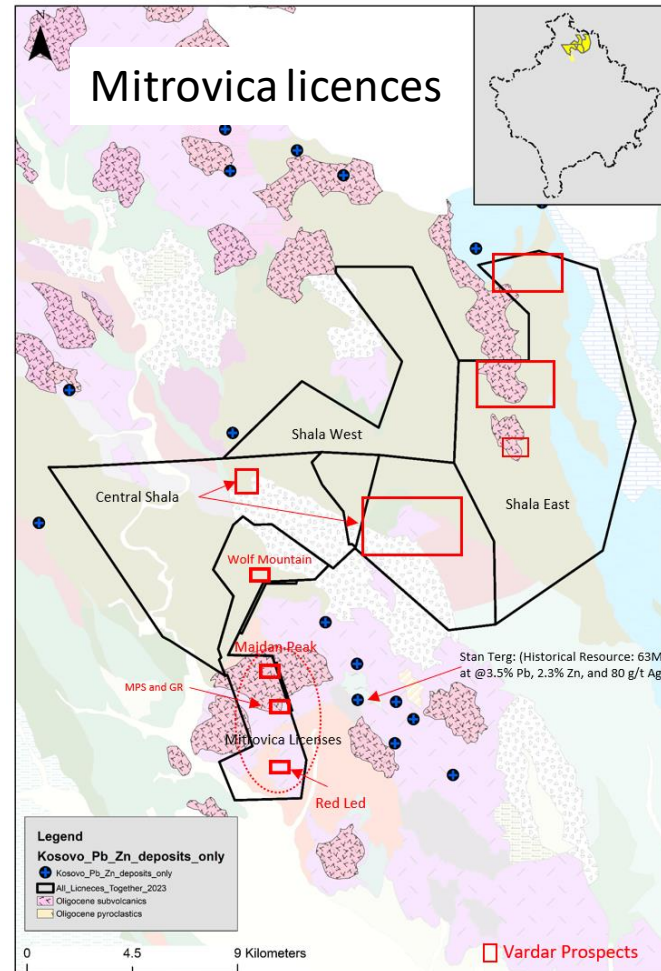 N
Mitrovica licences
Shala West
Central Shala
Shala East
Wolf Mountain
Majdan Peak
Stan Terg: (Historical Resource: 63M
at @3.5% Pb, 2.3% Zn, and 80 g/t Ag
MPS and GR
Mitrovica Licenses
Red Led
Legend
Kosovo_Pb_Zn_deposits_only
Kosovo_Pb_Zn_deposits_only
All_Licneces_Together_2023
Oligocene subvolcanics
Oligocene pyroclastics
0 4.5 9 Kilometers
Vardar Prospects